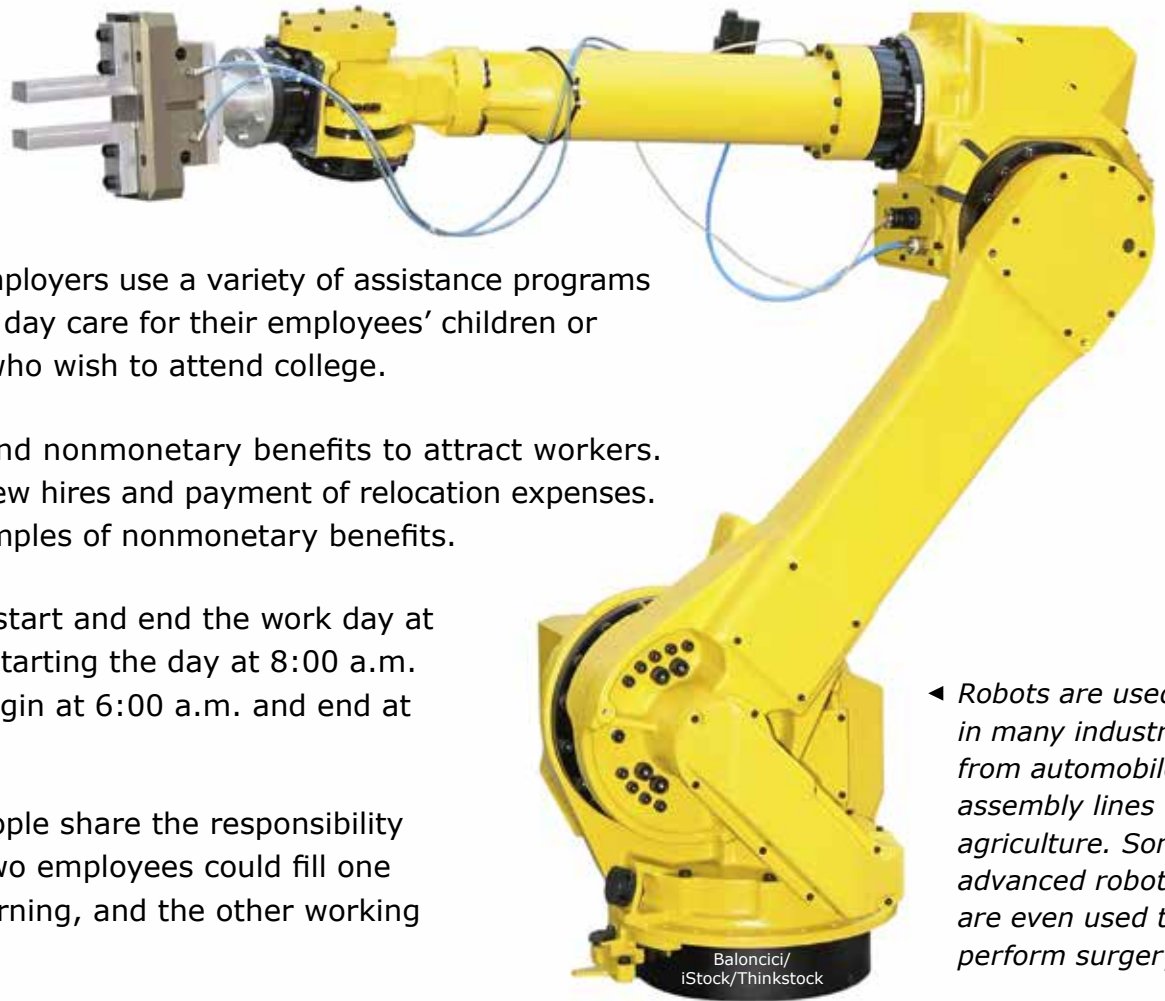 mployers use a variety of assistance programs
day care for their employees’ children or
who wish to attend college.
nd nonmonetary benefits to attract workers.
ew hires and payment of relocation expenses.
mples of nonmonetary benefits.
start and end the work day at
tarting the day at 8:00 a.m.
gin at 6:00 a.m. and end at
ople share the responsibility
wo employees could fill one
rning, and the other working
◄ Robots are used
in many industr
from automobile
assembly lines
agriculture. Son
advanced robot
are even used t
perform surgery
Baloncici/
iStock/Thinkstock